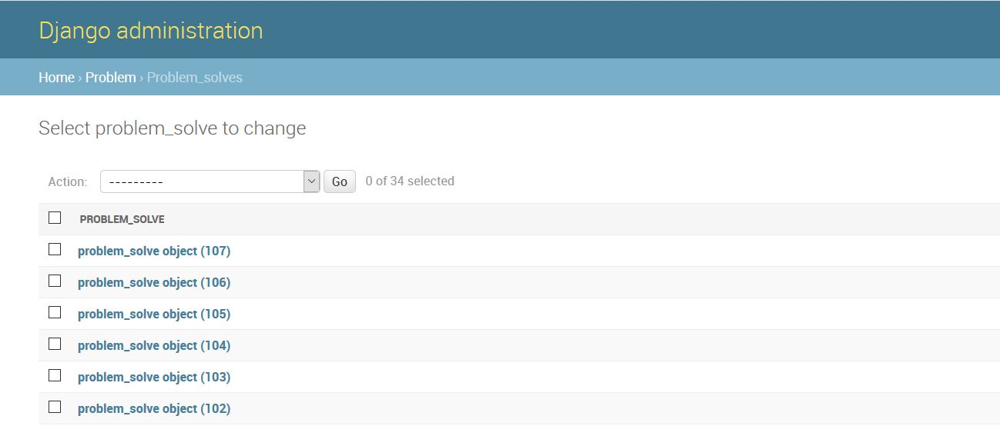 Django administration
Home › Problem › Problem_solves
Select problem_solve to change
Action: --------- Go 0 of 34 selected
PROBLEM_SOLVE
problem_solve object (107)
problem_solve object (106)
problem_solve object (105)
problem_solve object (104)
problem_solve object (103)
problem_solve object (102)